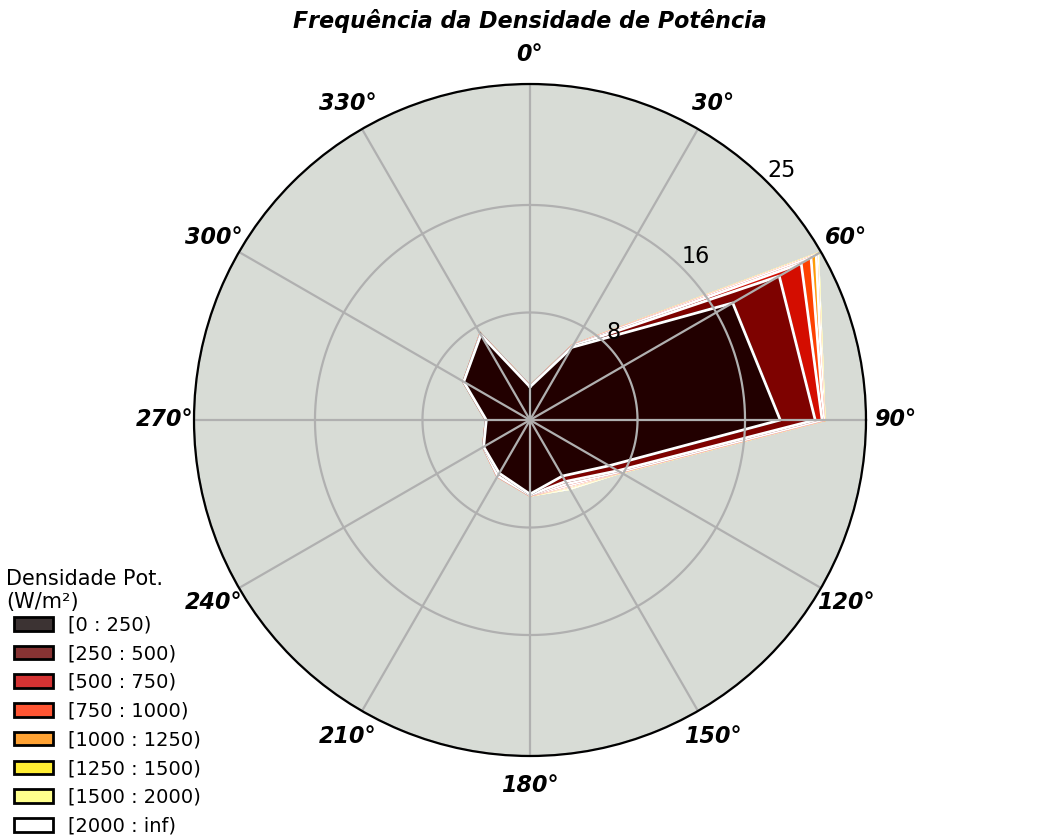 Frequência da Densidade de Potência
0°
330°
30°
25
300°
60°
16
8
270°
90°
Densidade Pot.
(W/m²)
240°
120°
[0 : 250)
[250 : 500)
[500 : 750)
[750 : 1000)
210°
150°
[1000 : 1250)
[1250 : 1500)
180°
[1500 : 2000)
[2000 : inf)